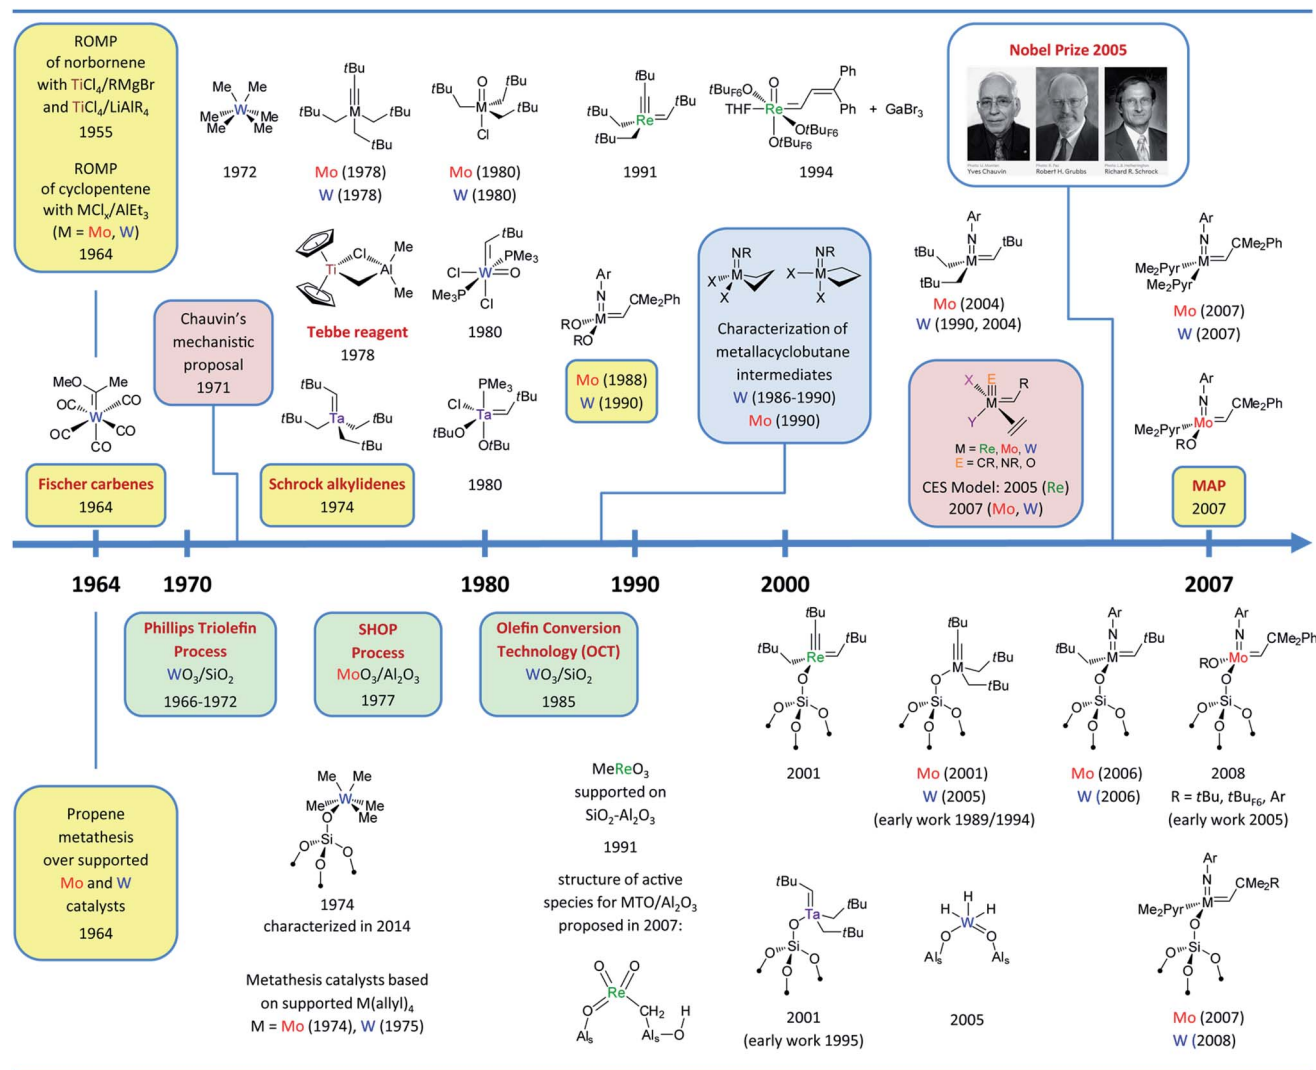 ROMP
of norbornene
with TiCl4/RMgBr
and TiCl4/LiAlR4
1955
ROMP
of cyclopentene
with MClx/AlEt3
(M = Mo, W)
1964
Me Me
Me W Me
Me Me
1972
tBu
tBu M tBu
tBu
Mo (1978)
W (1978)
O
tBu tBu
M
tBu
Cl
Mo (1980)
W (1980)
tBu
tBu Re tBu
tBu
1991
O Ph
tBuF6O
THF Re Ph + GaBr3
OtBuF6
OtBuF6
1994
Nobel Prize 2005
Yves Chauvin
Robert H. Grubbs
Richard R. Schrock
Chauvin's
mechanistic
proposal
1971
Cl Me
Ti Al
Me
Tebbe reagent
1978
tBu
PMe3
Cl W O
Me3P
Cl
1980
Ar
N
CMe2Ph
RO M
RO
Mo (1988)
W (1990)
NR NR
X M X M
X X
Characterization of
metallacyclobutane
intermediates
W (1986-1990)
Mo (1990)
Ar
N
tBu tBu
M
tBu
Mo (2004)
W (1990, 2004)
Ar
N
CMe2Ph
Me2Pyr M
Me2Pyr
Mo (2007)
W (2007)
MeO Me
OC CO
W
OC CO
CO
Fischer carbenes
1964
tBu
tBu Ta tBu
tBu
Schrock alkylidenes
1974
PMe3
Cl tBu
Ta
tBuO
OtBu
1980
X E R
M
Y
M = Re, Mo, W
E = CR, NR, O
CES Model: 2005 (Re)
2007 (Mo, W)
Ar
N
CMe2Ph
Me2Pyr Mo
RO
MAP
2007
1964 1970 1980 1990 2000 2007
Phillips Triolefin
Process
WO3/SiO2
1966-1972
SHOP
Process
MoO3/Al2O3
1977
Olefin Conversion
Technology (OCT)
WO3/SiO2
1985
tBu
tBu tBu
Re
O
Si
O O
O
2001
tBu
M tBu
O tBu
Si
O O
O
Mo (2001)
W (2005)
(early work 1989/1994)
Ar
N
tBu tBu
M
O
Si
O O
O
Mo (2006)
W (2006)
Ar
N
CMe2Ph
RO Mo
O
Si
O O
O
2008
R = tBu, tBuF6, Ar
(early work 2005)
Propene
metathesis
over supported
Mo and W
catalysts
1964
Me Me
Me W Me
O Me
Si
O O
O
1974
characterized in 2014
Metathesis catalysts based
on supported M(allyl)4
M = Mo (1974), W (1975)
MeReO3
supported on
SiO2-Al2O3
1991
structure of active
species for MTO/Al2O3
proposed in 2007:
O O
Re
O CH2 H
Als Als O
tBu
Ta tBu
O tBu
Si
O O
O
2001
(early work 1995)
H
H H
W
O O
Als Als
2005
Ar
N
CMe2R
Me2Pyr M
O
Si
O O
O
Mo (2007)
W (2008)